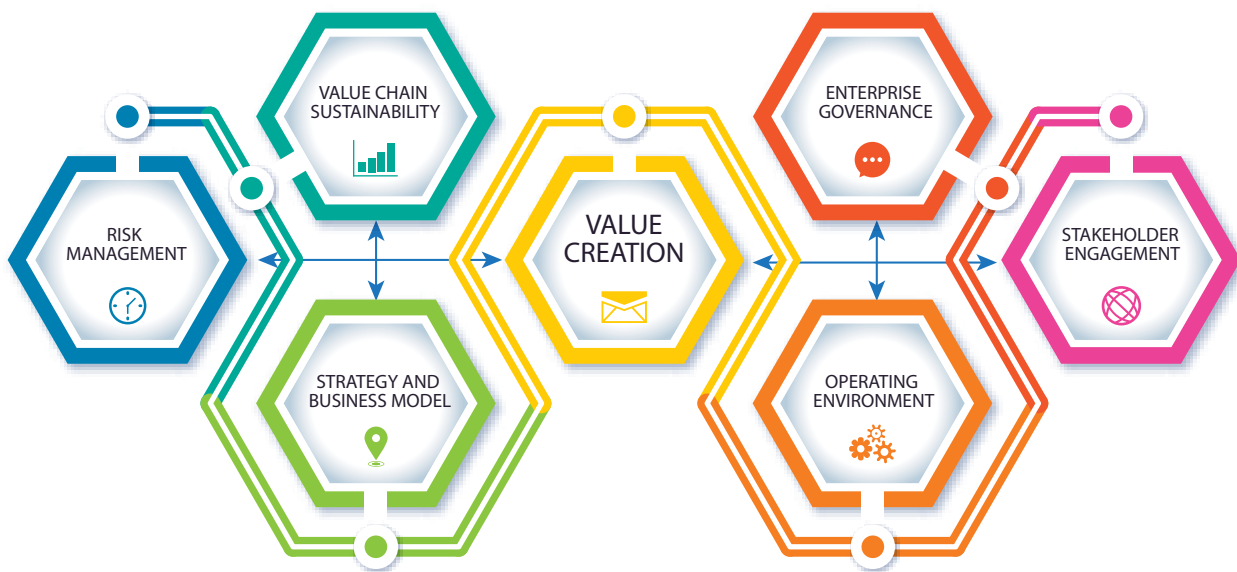 VALUE CHAIN
SUSTAINABILITY
ENTERPRISE
GOVERNANCE
RISK
MANAGEMENT
VALUE
CREATION
STAKEHOLDER
ENGAGEMENT
STRATEGY AND
BUSINESS MODEL
OPERATING
ENVIRONMENT